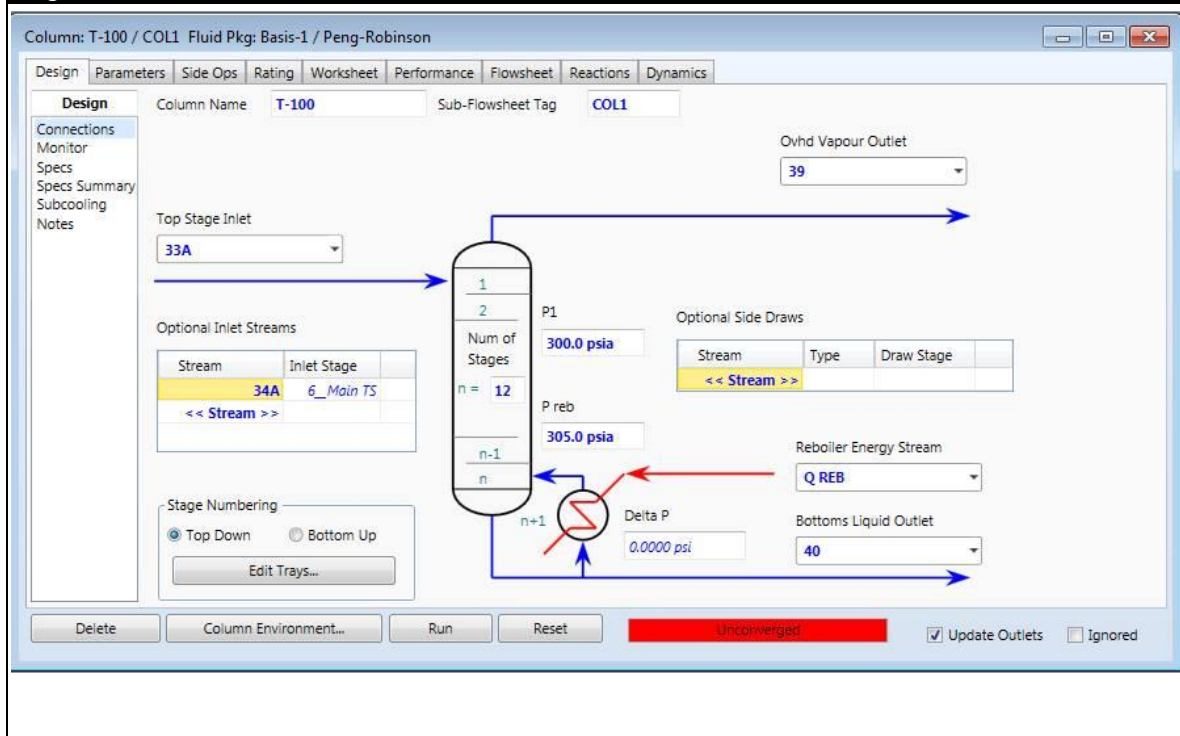 Column: T-100 / COL1 Fluid Pkg: Basis-1 / Peng-Robinson
Design Parameters Side Ops Rating Worksheet Performance Flowsheet Reactions Dynamics
Design
Connections
Monitor
Specs
Specs Summary
Subcooling
Notes
Column Name T-100 Sub-Flowsheet Tag COL1
Ovhd Vapour Outlet
39
Top Stage Inlet
33A
1
2
Num of
Stages
n = 12
n-1
n
n+1
P1
300.0 psia
P reb
305.0 psia
Optional Inlet Streams
Stream Inlet Stage
34A 6_Main TS
<< Stream >>
Optional Side Draws
Stream Type Draw Stage
<< Stream >>
Stage Numbering
Top Down Bottom Up
Edit Trays...
Delta P
0.0000 psi
Reboiler Energy Stream
Q REB
Bottoms Liquid Outlet
40
Delete Column Environment... Run Reset Unconverged Update Outlets Ignored